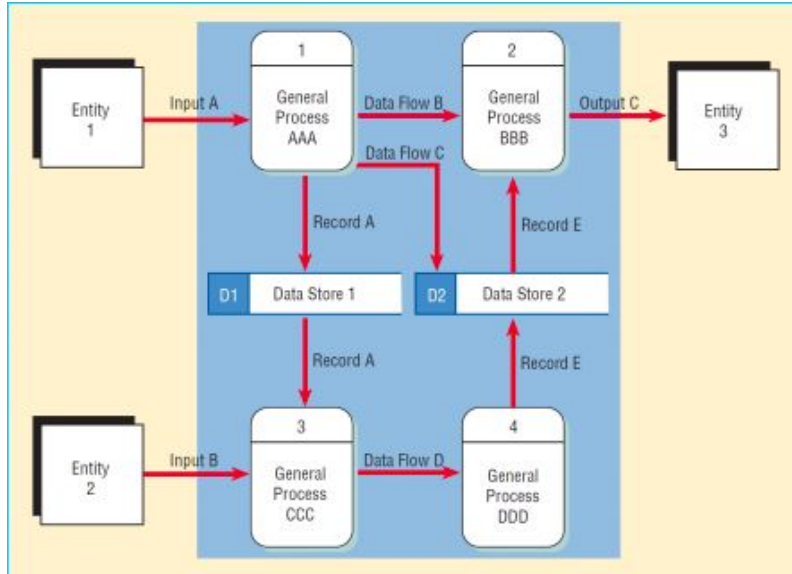 1
2
Entity
1
Input A
General
Process
AAA
Data Flow B
General
Process
BBB
Output C
Entity
3
Data Flow C
Record A
Record E
D1
Data Store 1
D2
Data Store 2
Record A
Record E
3
4
Entity
2
Input B
General
Process
CCC
Data Flow D
General
Process
DDD